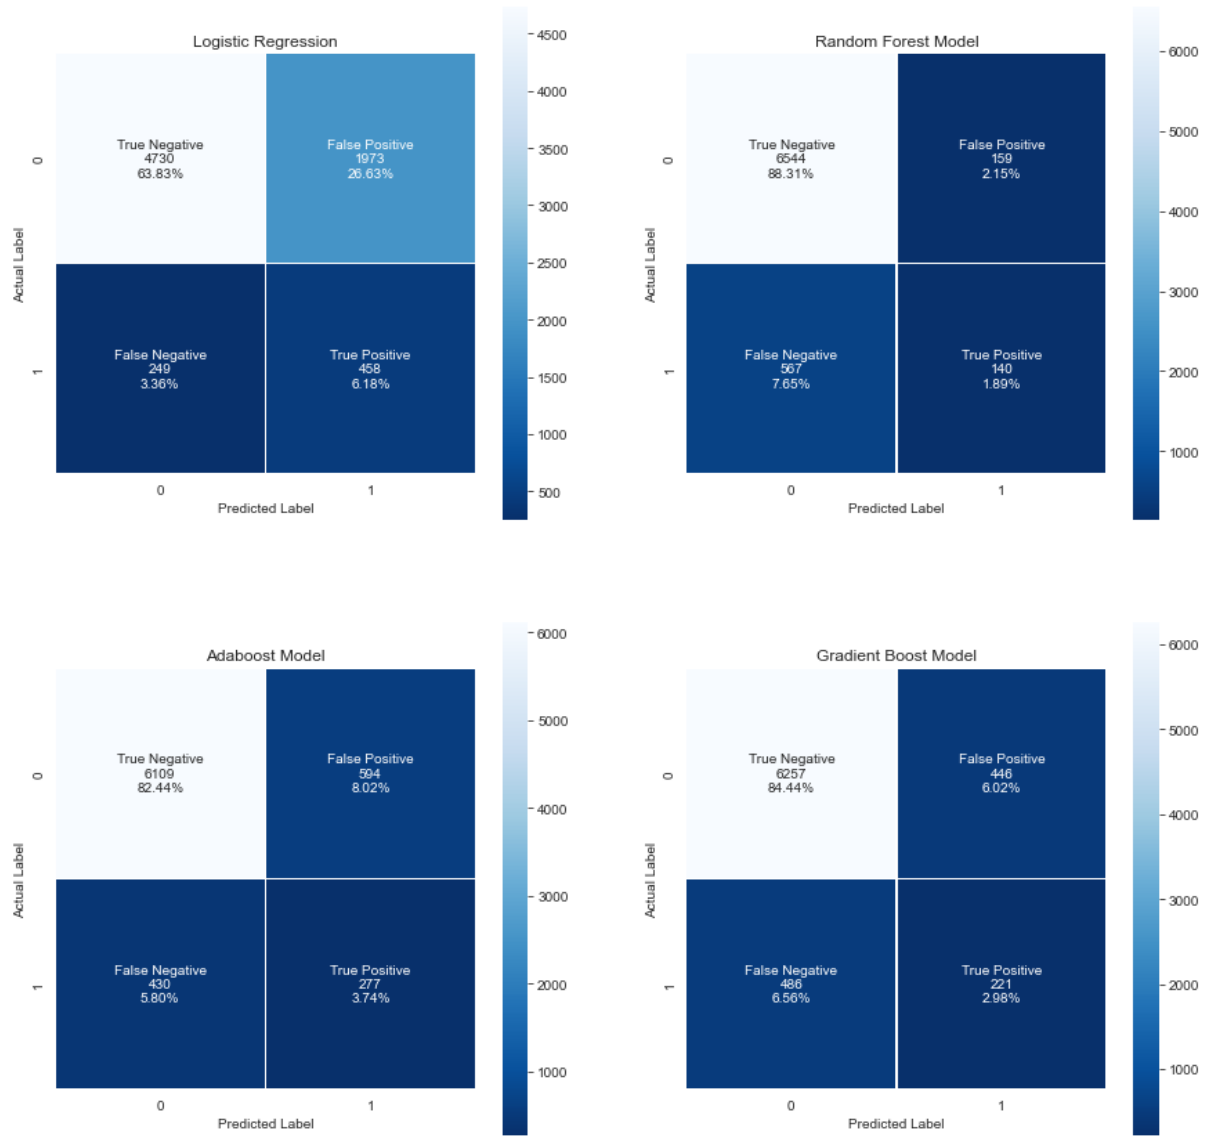 Logistic Regression
True Negative
4730
63.83%
False Positive
1973
26.63%
False Negative
249
3.36%
True Positive
458
6.18%
0
1
Actual Label
0
1
Predicted Label
4500
4000
3500
3000
2500
2000
1500
1000
500
Random Forest Model
True Negative
6544
88.31%
False Positive
159
2.15%
False Negative
567
7.65%
True Positive
140
1.89%
0
1
Actual Label
0
1
Predicted Label
6000
5000
4000
3000
2000
1000
Adaboost Model
True Negative
6109
82.44%
False Positive
594
8.02%
False Negative
430
5.80%
True Positive
277
3.74%
0
1
Actual Label
0
1
Predicted Label
6000
5000
4000
3000
2000
1000
Gradient Boost Model
True Negative
6257
84.44%
False Positive
446
6.02%
False Negative
486
6.56%
True Positive
221
2.98%
0
1
Actual Label
0
1
Predicted Label
6000
5000
4000
3000
2000
1000